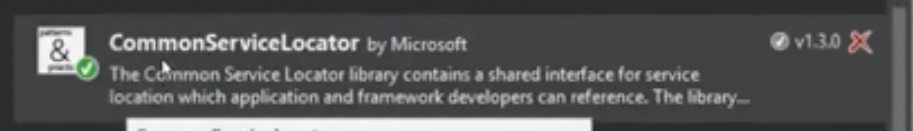 CommonServiceLocator by Microsoft
v1.3.0
The Common Service Locator library contains a shared interface for service
location which application and framework developers can reference. The library...
&